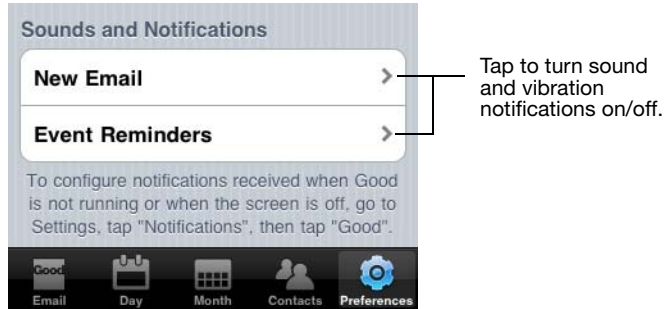 Sounds and Notifications
New Email
Event Reminders
To configure notifications received when Good
is not running or when the screen is off, go to
Settings, tap "Notifications", then tap "Good".
Good
Email
Day
Month
Contacts
Preferences
Tap to turn sound
and vibration
notifications on/off.